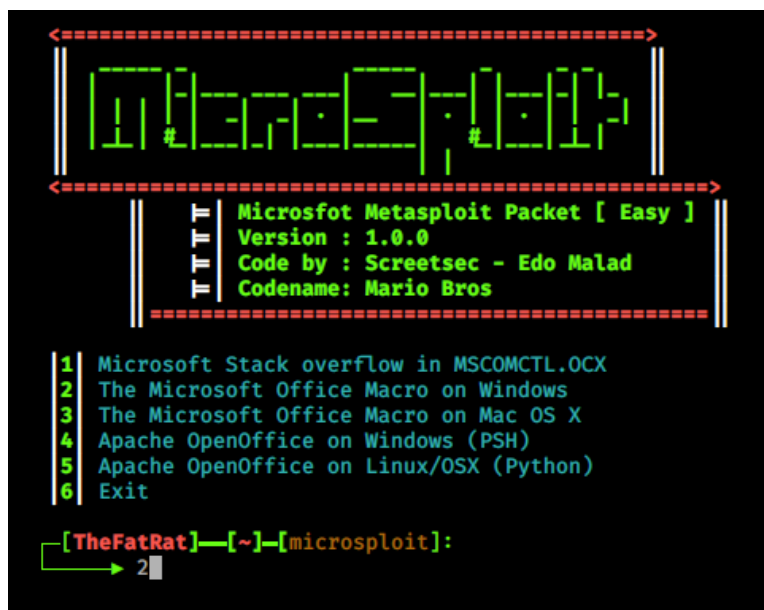 MicroSploit
Microsfot Metasploit Packet [ Easy ]
Version : 1.0.0
Code by : Screetsec - Edo Malad
Codename: Mario Bros
1 Microsoft Stack overflow in MSCOMCTL.OCX
2 The Microsoft Office Macro on Windows
3 The Microsoft Office Macro on Mac OS X
4 Apache OpenOffice on Windows (PSH)
5 Apache OpenOffice on Linux/OSX (Python)
6 Exit
[TheFatRat]—[~]—[microsploit]:
2